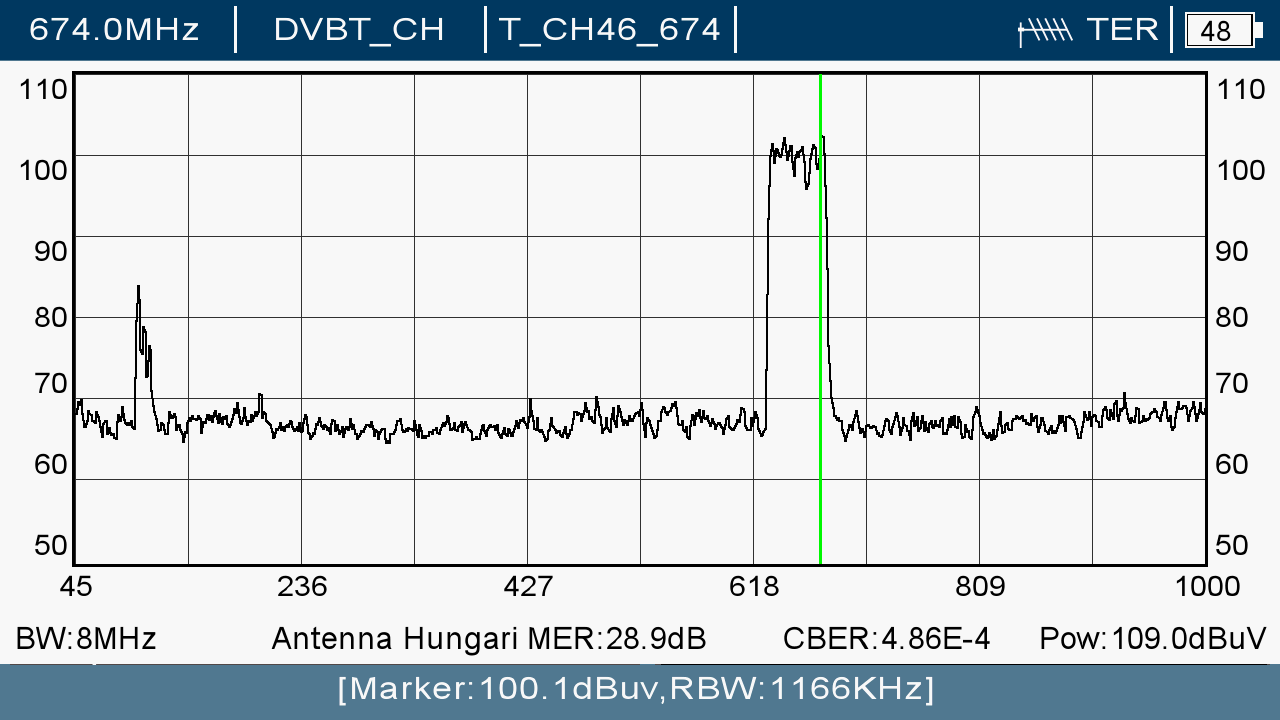 674.0MHz DVBT_CH T_CH46_674 TER 48
110 110
100 100
90 90
80 80
70 70
60 60
50 50
45 236 427 618 809 1000
BW:8MHz Antenna Hungari MER:28.9dB CBER:4.86E-4 Pow:109.0dBuV
[Marker:100.1dBuv,RBW:1166KHz]